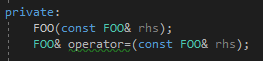 private:
FOO(const FOO& rhs);
FOO& operator=(const FOO& rhs);